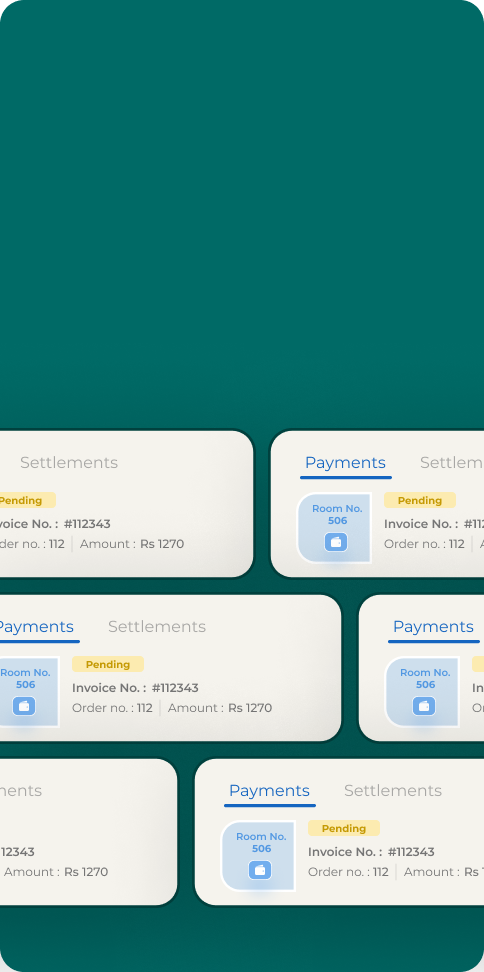 Settlements
Pending
voice No. : #112343
der no. : 112 | Amount : Rs 1270
Payments Settlem
Room No.
506
Pending
Invoice No. : #112
Order no. : 112 | A
Payments Settlements
Room No.
506
Pending
Invoice No. : #112343
Order no. : 112 | Amount : Rs 1270
Payments
Room No.
506
In
Or
ments
12343
Amount : Rs 1270
Payments Settlements
Room No.
506
Pending
Invoice No. : #112343
Order no. : 112 | Amount : Rs 1